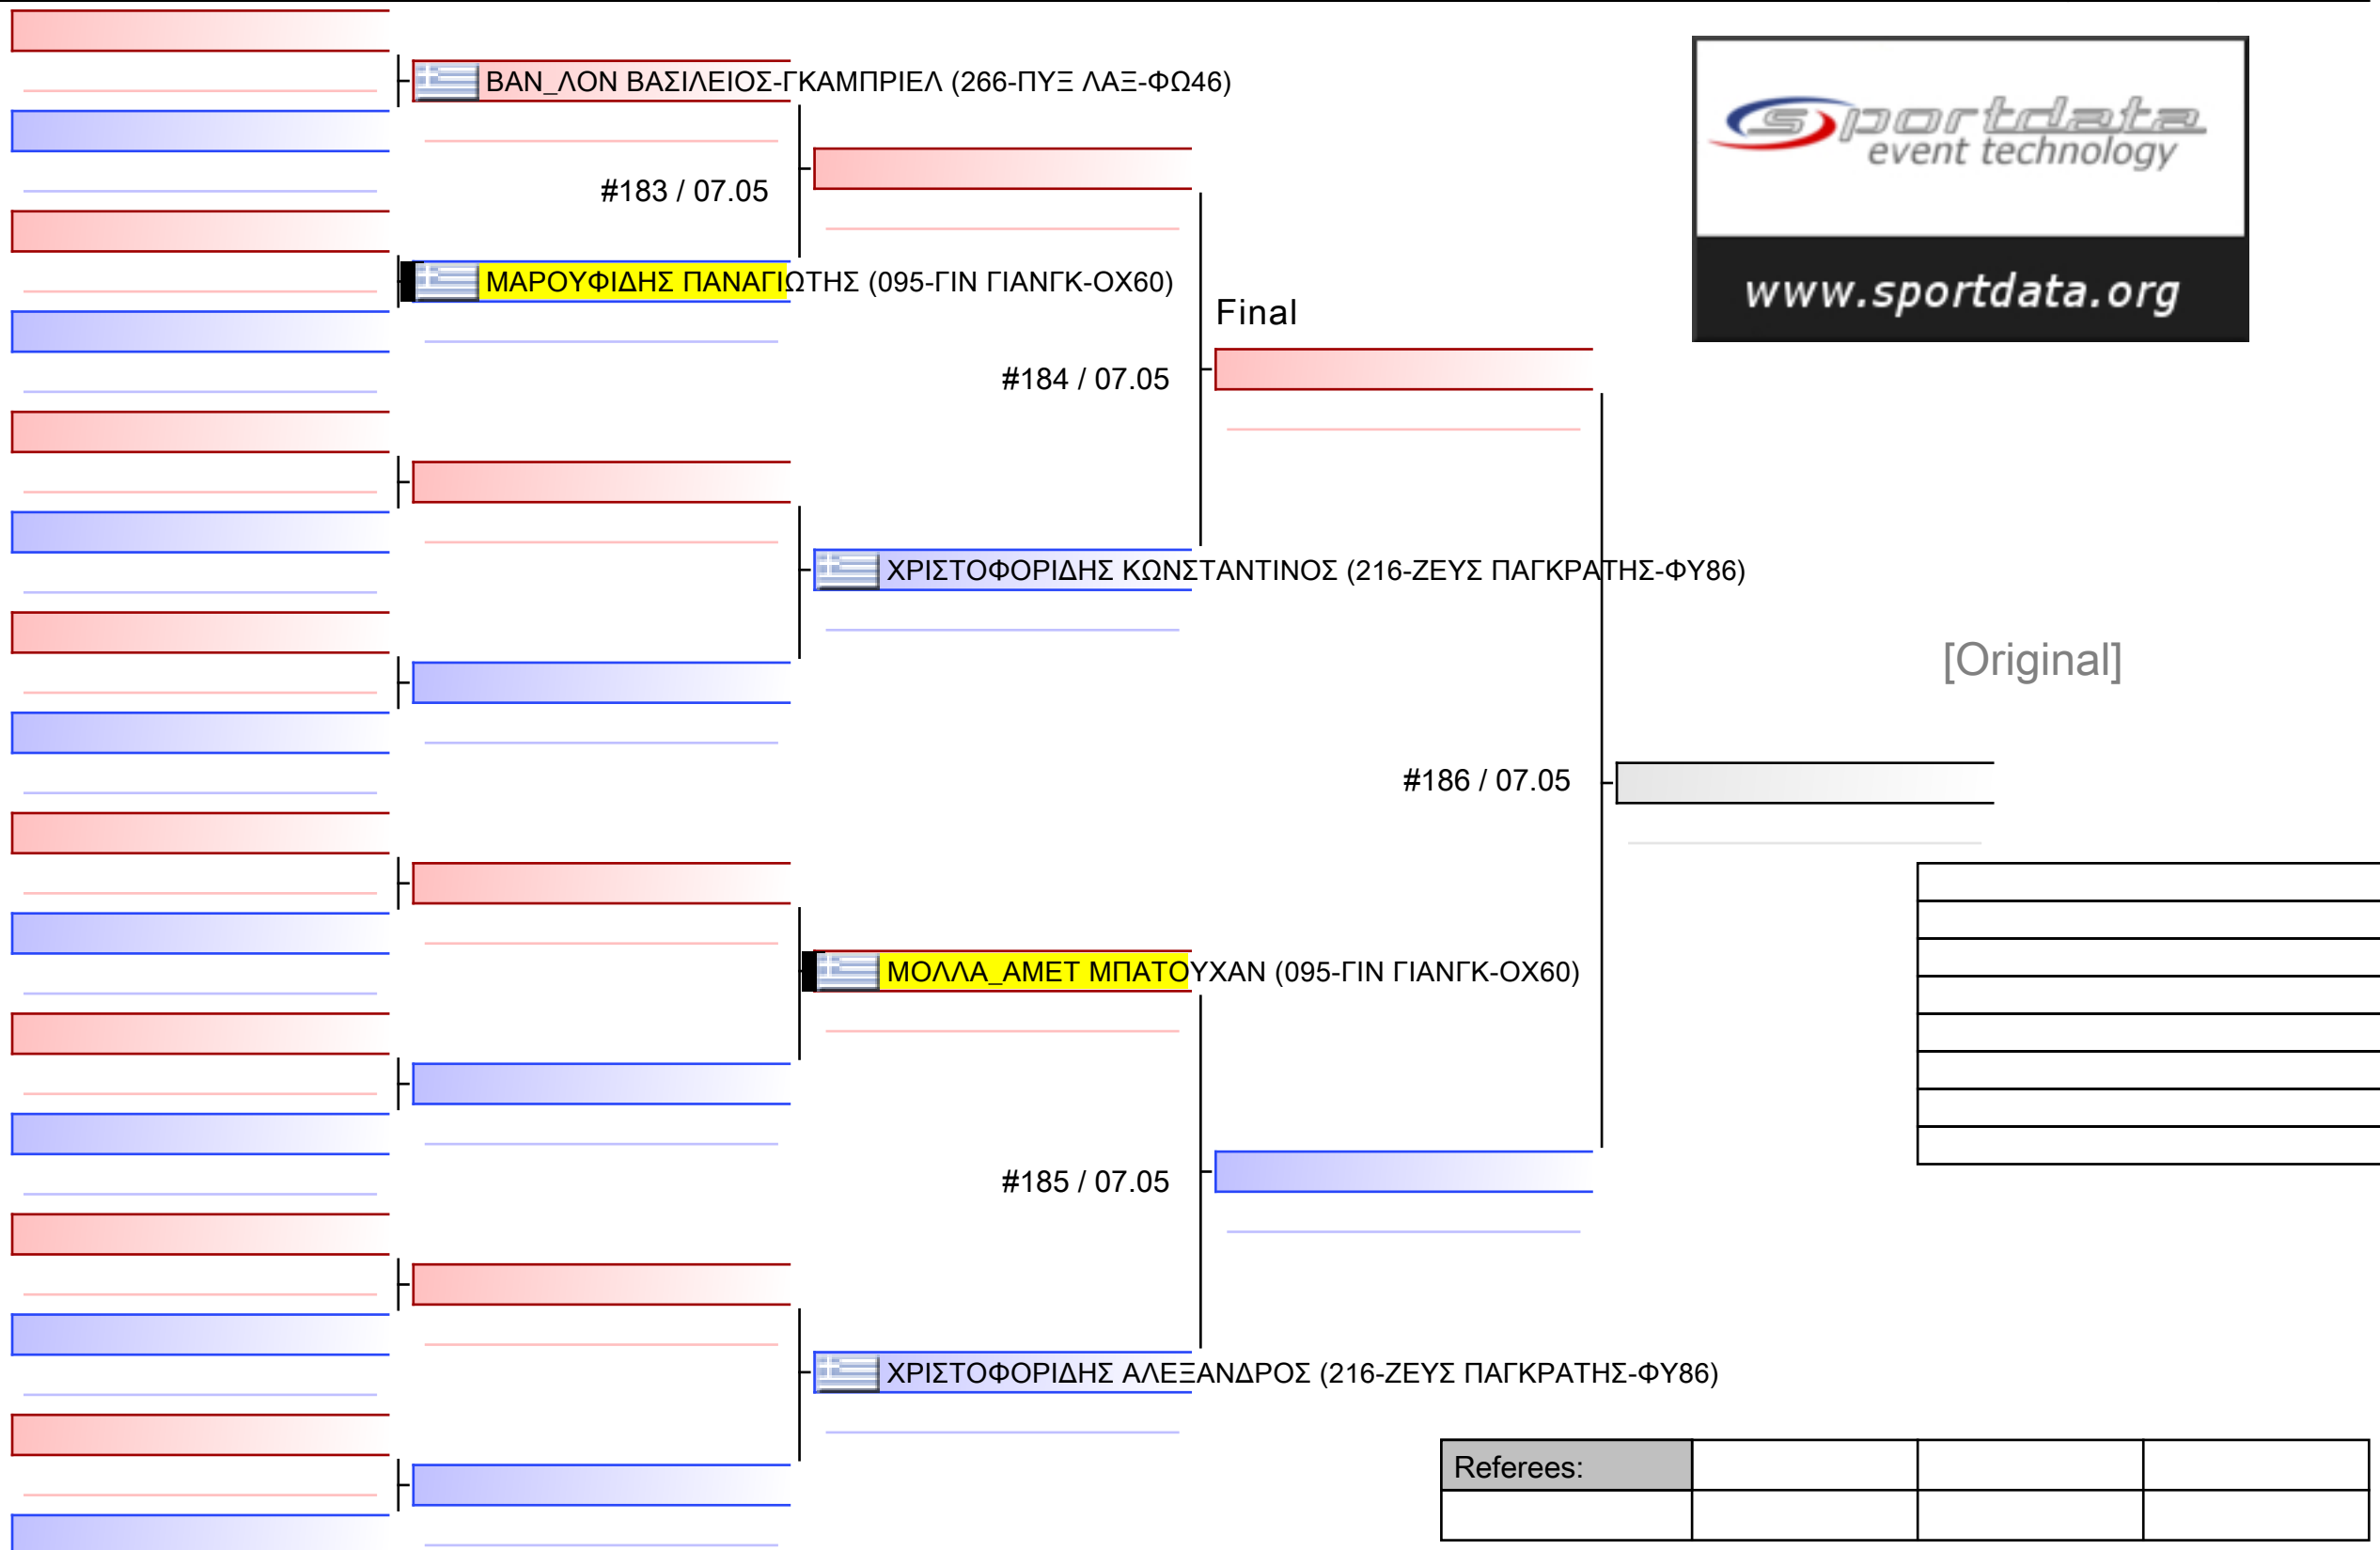 ΒΑΝ_ΛΟΝ ΒΑΣΙΛΕΙΟΣ-ΓΚΑΜΠΡΙΕΛ (266-ΠΥΞ ΛΑΞ-ΦΩ46)
sportdata
event technology
#183 / 07.05
ΜΑΡΟΥΦΙΔΗΣ ΠΑΝΑΓΙΩΤΗΣ (095-ΓΙΝ ΓΙΑΝΓΚ-ΟΧ60)
www.sportdata.org
Final
#184 / 07.05
ΧΡΙΣΤΟΦΟΡΙΔΗΣ ΚΩΝΣΤΑΝΤΙΝΟΣ (216-ΖΕΥΣ ΠΑΓΚΡΑΤΗΣ-ΦΥ86)
[Original]
#186 / 07.05
ΜΟΛΛΑ_ΑΜΕΤ ΜΠΑΤΟΥΧΑΝ (095-ΓΙΝ ΓΙΑΝΓΚ-ΟΧ60)
#185 / 07.05
ΧΡΙΣΤΟΦΟΡΙΔΗΣ ΑΛΕΞΑΝΔΡΟΣ (216-ΖΕΥΣ ΠΑΓΚΡΑΤΗΣ-ΦΥ86)
Referees: